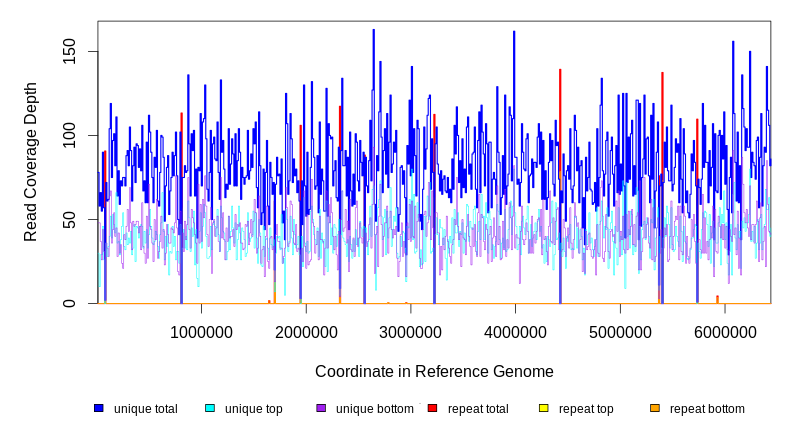 150
100
50
0
Read Coverage Depth
1000000 2000000 3000000 4000000 5000000 6000000
Coordinate in Reference Genome
unique total unique top unique bottom repeat total repeat top repeat bottom